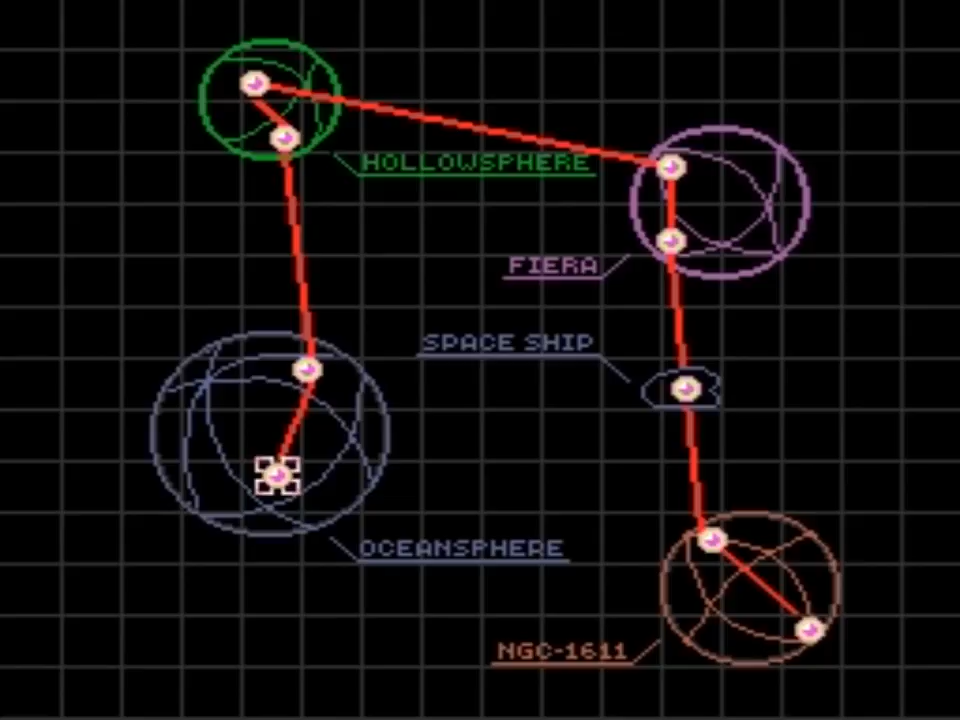 HOLLOWSPHERE
FIERA
SPACE SHIP
OCEANSPHERE
NGC-1611